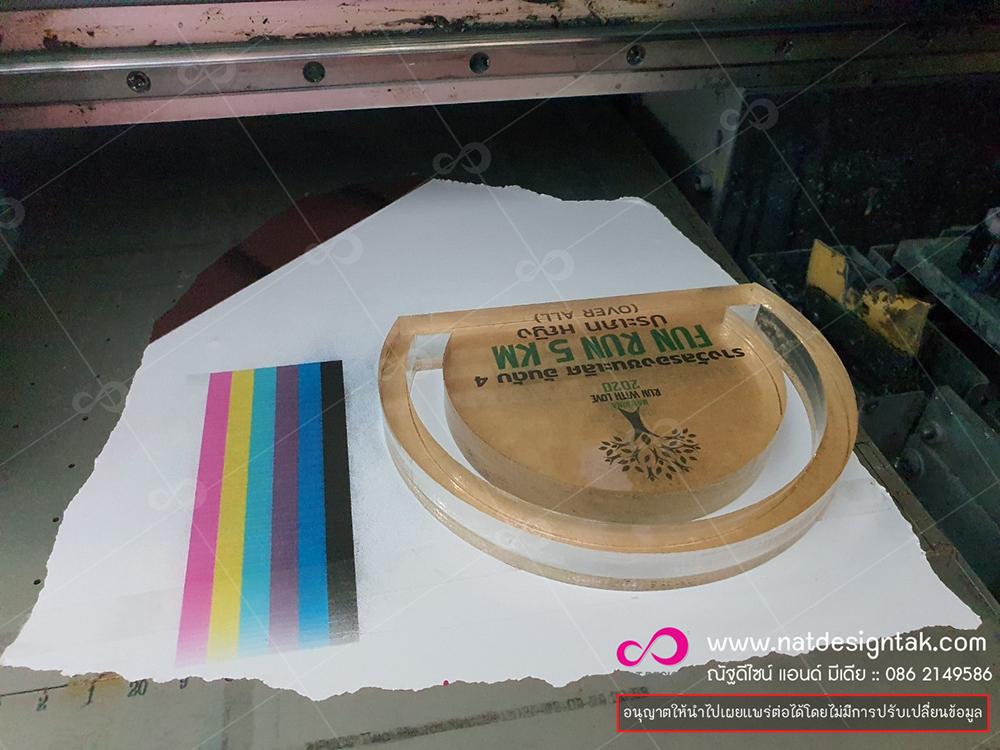 RUN WITH LOVE
2020
รางวัลรองชนะเลิศ อันดับ 4
FUN RUN 5 KM
ประเภท หญิง
(OVER ALL)
www.natdesigntak.com
ณัฐดีไซน์ แอนด์ มีเดีย :: 086 2149586
อนุญาตให้นำไปเผยแพร่ต่อได้โดยไม่มีการปรับเปลี่ยนข้อมูล